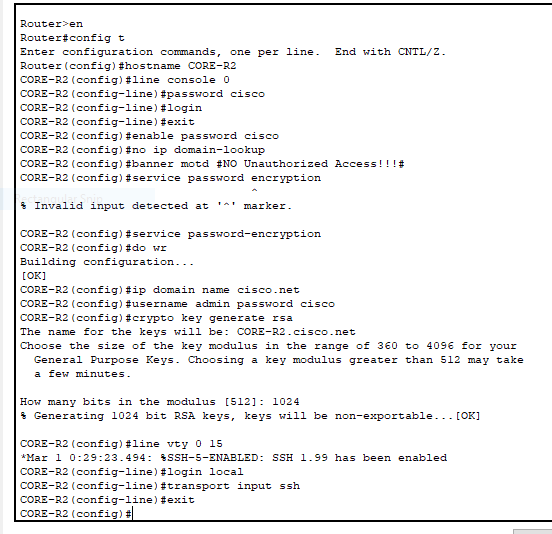 Router>en
Router#config t
Enter configuration commands, one per line.  End with CNTL/Z.
Router(config)#hostname CORE-R2
CORE-R2(config)#line console 0
CORE-R2(config-line)#password cisco
CORE-R2(config-line)#login
CORE-R2(config-line)#exit
CORE-R2(config)#enable password cisco
CORE-R2(config)#no ip domain-lookup
CORE-R2(config)#banner motd #NO Unauthorized Access!!!#
CORE-R2(config)#service password encryption
^
% Invalid input detected at '^' marker.
CORE-R2(config)#service password-encryption
CORE-R2(config)#do wr
Building configuration...
[OK]
CORE-R2(config)#ip domain name cisco.net
CORE-R2(config)#username admin password cisco
CORE-R2(config)#crypto key generate rsa
The name for the keys will be: CORE-R2.cisco.net
Choose the size of the key modulus in the range of 360 to 4096 for your
General Purpose Keys. Choosing a key modulus greater than 512 may take
a few minutes.
How many bits in the modulus [512]: 1024
% Generating 1024 bit RSA keys, keys will be non-exportable...[OK]
CORE-R2(config)#line vty 0 15
*Mar 1 0:29:23.494: %SSH-5-ENABLED: SSH 1.99 has been enabled
CORE-R2(config-line)#login local
CORE-R2(config-line)#transport input ssh
CORE-R2(config-line)#exit
CORE-R2(config)#